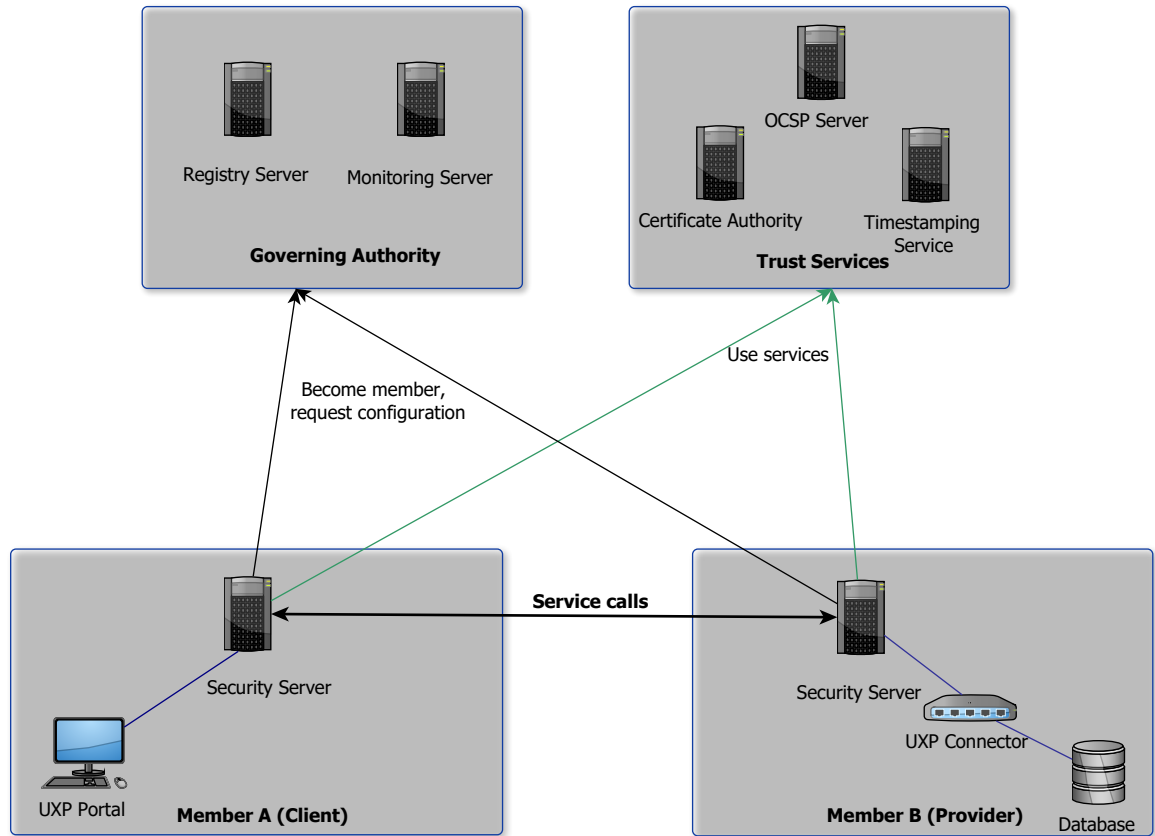 OCSP Server
Registry Server
Monitoring Server
Certificate Authority
Timestamping
Service
Governing Authority
Trust Services
Use services
Become member,
request configuration
Service calls
Security Server
Security Server
UXP Connector
UXP Portal
Member A (Client)
Member B (Provider)
Database